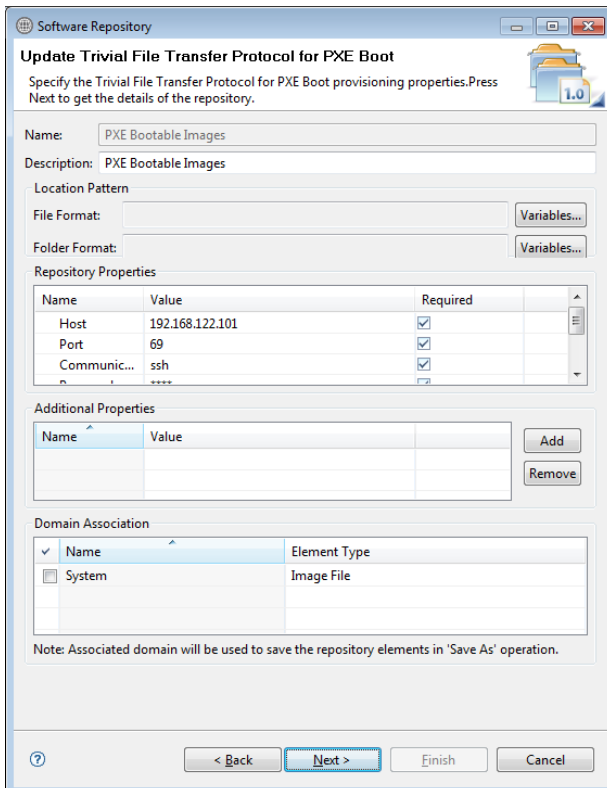 Software Repository
Update Trivial File Transfer Protocol for PXE Boot
Specify the Trivial File Transfer Protocol for PXE Boot provisioning properties.Press
Next to get the details of the repository.
1.0
Name: PXE Bootable Images
Description: PXE Bootable Images
Location Pattern
File Format: Variables...
Folder Format: Variables...
Repository Properties
Name Value Required
Host 192.168.122.101
Port 69
Communic... ssh
****
Additional Properties
Name Value
Add
Remove
Domain Association
Name Element Type
System Image File
Note: Associated domain will be used to save the repository elements in 'Save As' operation.
? < Back Next > Finish Cancel